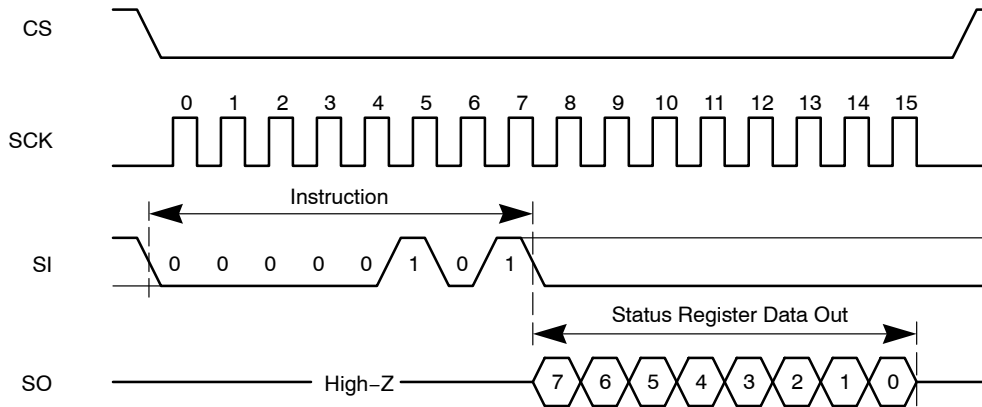 CS
0 1 2 3 4 5 6 7 8 9 10 11 12 13 14 15
SCK
Instruction
SI
0 0 0 0 0 1 0 1
Status Register Data Out
SO
High−Z
7 6 5 4 3 2 1 0